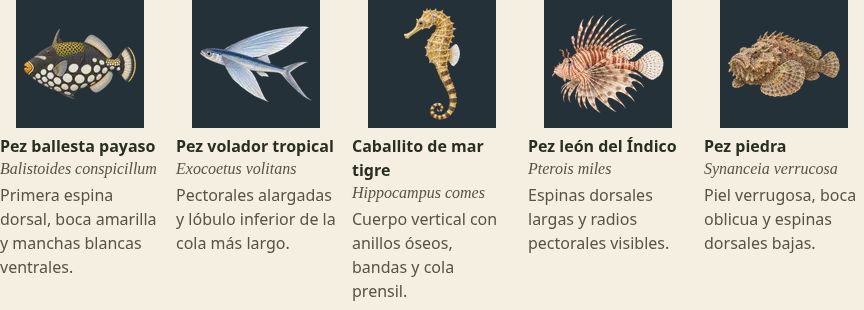 Pez ballesta payaso
Balistoides conspicillum
Primera espina
dorsal, boca amarilla
y manchas blancas
ventrales.
Pez volador tropical
Exocoetus volitans
Pectorales alargadas
y lóbulo inferior de la
cola más largo.
Caballito de mar
tigre
Hippocampus comes
Cuerpo vertical con
anillos óseos,
bandas y cola
prensil.
Pez león del Índico
Pterois miles
Espinas dorsales
largas y radios
pectorales visibles.
Pez piedra
Synanceia verrucosa
Piel verrugosa, boca
oblicua y espinas
dorsales bajas.